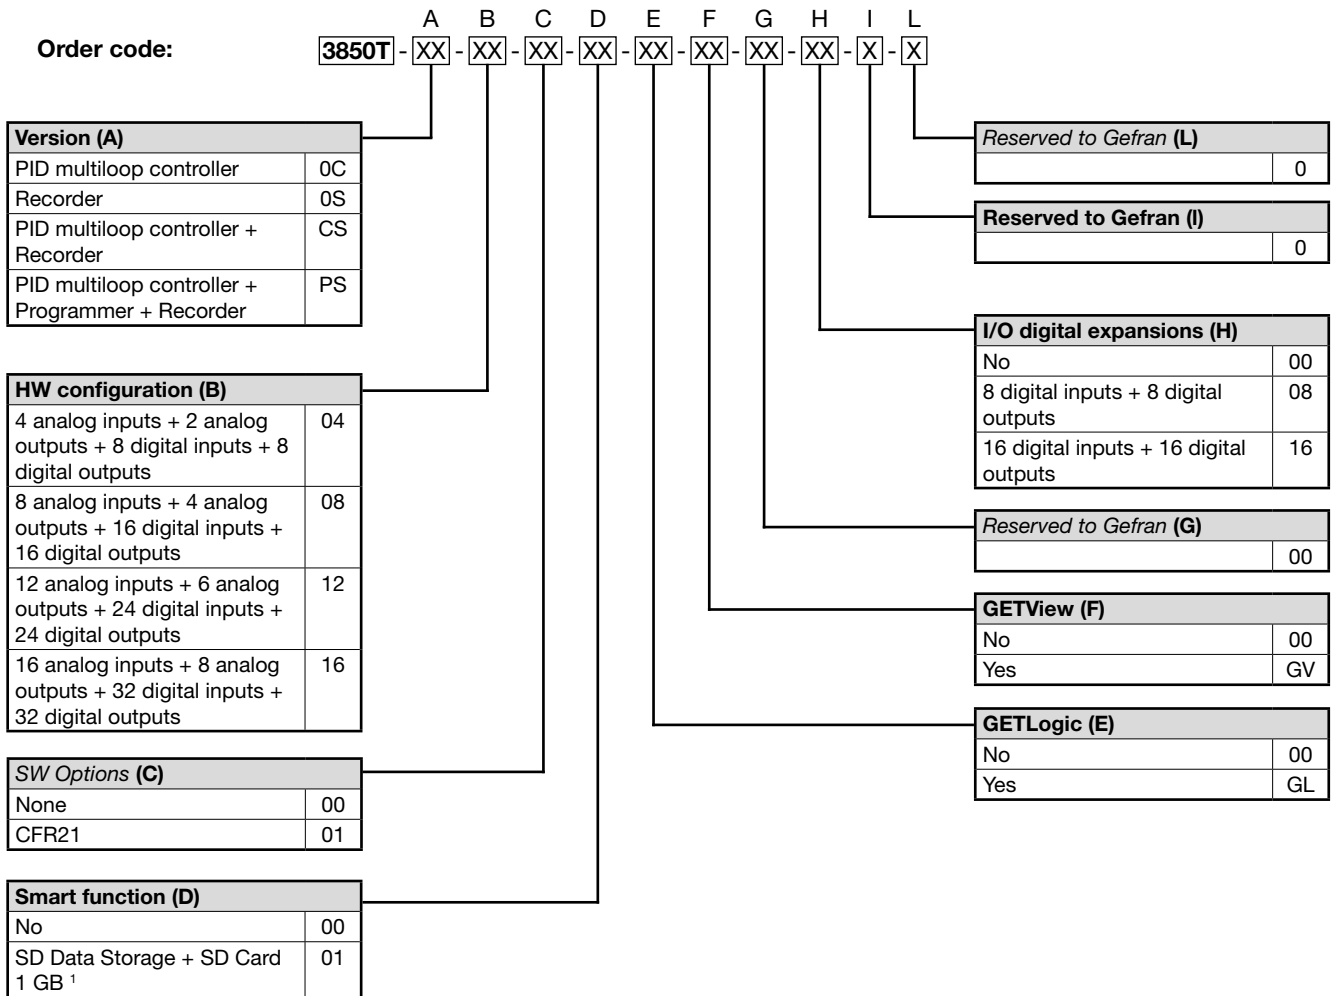 A B C D E F G H I L
Order code: 3850T - XX - XX - XX - XX - XX - XX - XX - XX - X - X
Version (A)
PID multiloop controller 0C
Recorder 0S
PID multiloop controller + CS
Recorder
PID multiloop controller + PS
Programmer + Recorder
HW configuration (B)
4 analog inputs + 2 analog 04
outputs + 8 digital inputs + 8
digital outputs
8 analog inputs + 4 analog 08
outputs + 16 digital inputs +
16 digital outputs
12 analog inputs + 6 analog 12
outputs + 24 digital inputs +
24 digital outputs
16 analog inputs + 8 analog 16
outputs + 32 digital inputs +
32 digital outputs
SW Options (C)
None 00
CFR21 01
Smart function (D)
No 00
SD Data Storage + SD Card 01
1 GB 1
Reserved to Gefran (L)
0
Reserved to Gefran (I)
0
I/O digital expansions (H)
No 00
8 digital inputs + 8 digital 08
outputs
16 digital inputs + 16 digital 16
outputs
Reserved to Gefran (G)
00
GETView (F)
No 00
Yes GV
GETLogic (E)
No 00
Yes GL